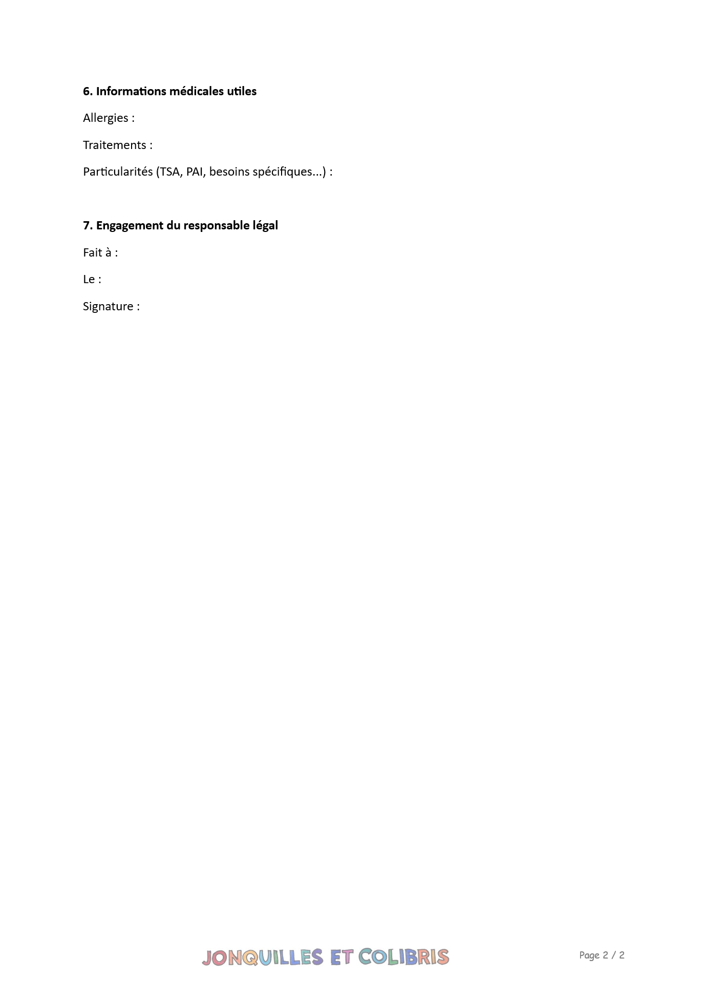 6. Informations médicales utiles
Allergies :
Traitements :
Particularités (TSA, PAI, besoins spécifiques...) :
7. Engagement du responsable légal
Fait à :
Le :
Signature :
JONQUILLES ET COLIBRIS
Page 2 / 2